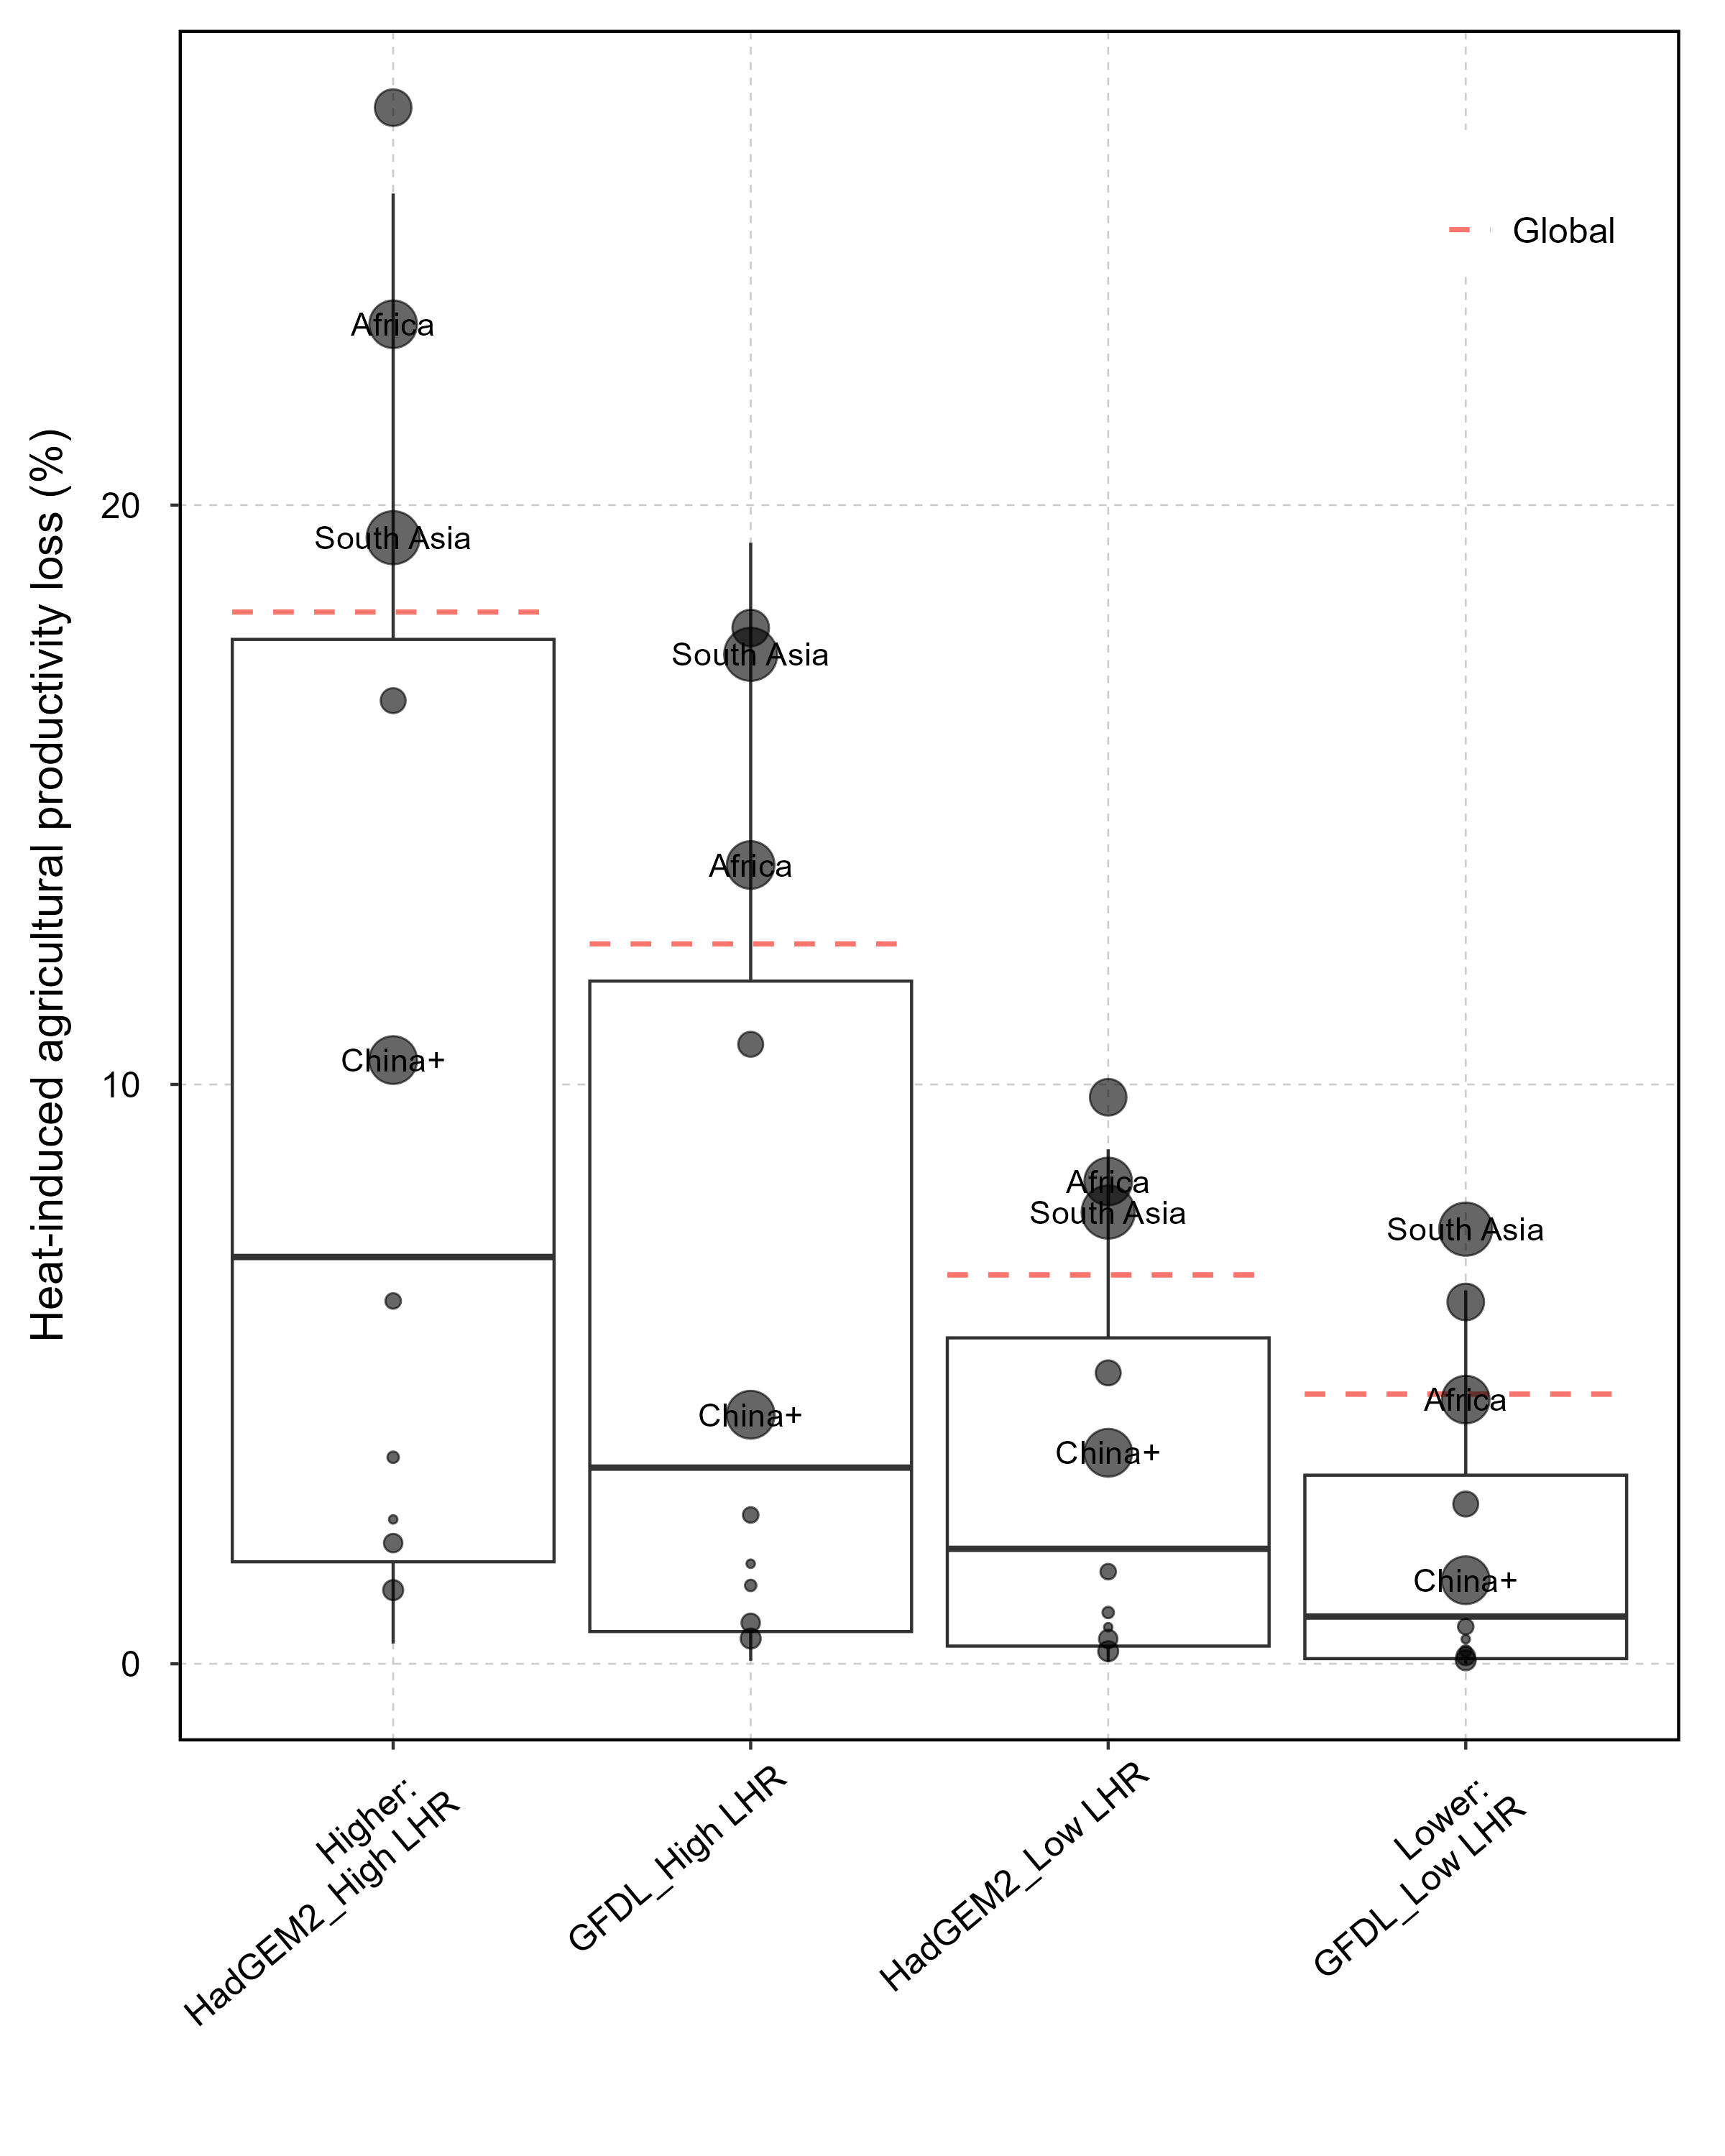 Heat-induced agricultural productivity loss (%)
20
10
0
Global
Africa
South Asia
China+
South Asia
Africa
China+
Africa
South Asia
China+
South Asia
Africa
China+
Higher:
HadGEM2_High LHR
GFDL_High LHR
HadGEM2_Low LHR
Lower:
GFDL_Low LHR